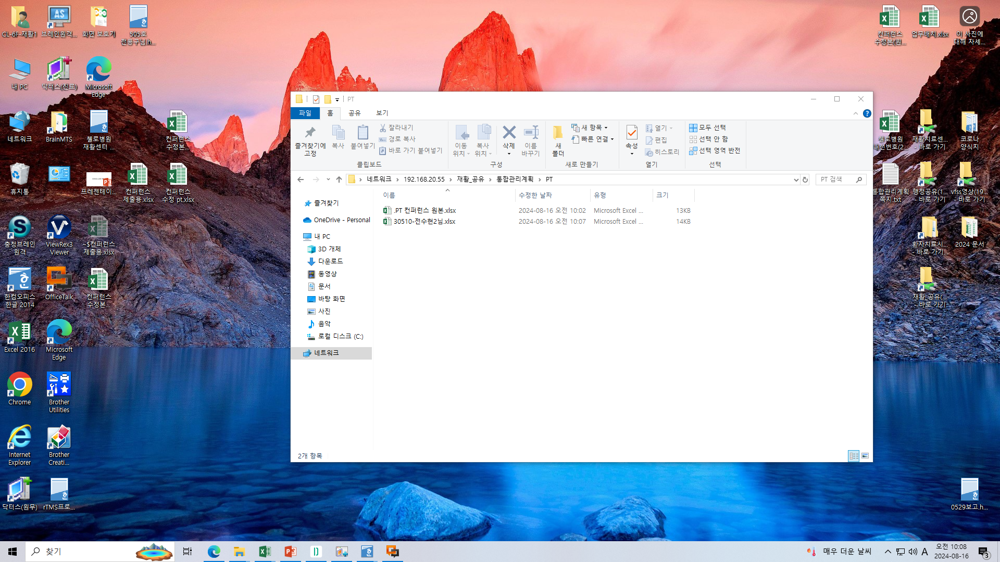 CL-6F-재활1
브레인원격...
화면 보호기
505호
전용구님.h...
내 PC
닥터스(진료)
Microsoft
Edge
네트워크
BrainMTS
첼로병원
재활센터 ...
컨퍼런스
수정본...
휴지통
프레젠테이...
컨퍼런스
제출용.xlsx
컨퍼런스
수정 pt.xlsx
충청브레인
원격
ViewRex3
Viewer
~$컨퍼런스
제출용.xlsx
한컴오피스
한글 2014
OfficeTalk
컨퍼런스
수정본...
Excel 2016
Microsoft
Edge
Chrome
Brother
Utilities
Internet
Explorer
Brother
Creati...
닥터스(원무)
rTMS프로...
PT
파일
홈
공유
보기
즐겨찾기에
고정
복사
붙여넣기
잘라내기
경로 복사
바로 가기 붙여넣기
클립보드
이동
위치
복사
위치
삭제
이름
바꾸기
구성
새
폴더
새 항목
빠른 연결
새로 만들기
속성
열기
편집
히스토리
열기
모두 선택
선택 안 함
선택 영역 반전
선택
네트워크 › 192.168.20.55 › 재활_공유 › 통합관리계획 › PT
PT 검색
이름
수정한 날짜
유형
크기
.PT 컨퍼런스 원본.xlsx
2024-08-16 오전 10:02
Microsoft Excel ...
13KB
30510-전수현2님.xlsx
2024-08-16 오전 10:07
Microsoft Excel ...
14KB
즐겨찾기
OneDrive - Personal
내 PC
3D 개체
다운로드
동영상
문서
바탕 화면
사진
음악
로컬 디스크 (C:)
네트워크
2개 항목
컨퍼런스
수정본(원...
업무배치.xlsx
이 사진에
대해 자세...
첼로병원
내선번호(2...
재활치료센...
- 바로 가기
코로나
양식지
통합관리계획
쪽지.txt
행정공유(1...
- 바로 가기
vfss영상(19...
- 바로 가기
환자치료시...
- 바로 가기...
2024 문서
재활_공유(...
- 바로 가기
0529보고.h...
찾기
매우 더운 날씨
A
오전 10:08
2024-08-16
3